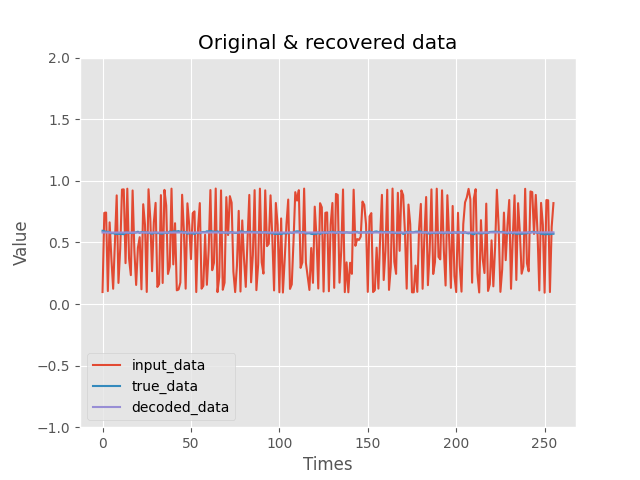 Original & recovered data
2.0
1.5
1.0
0.5
0.0
−0.5
−1.0
Value
input_data
true_data
decoded_data
0 50 100 150 200 250
Times